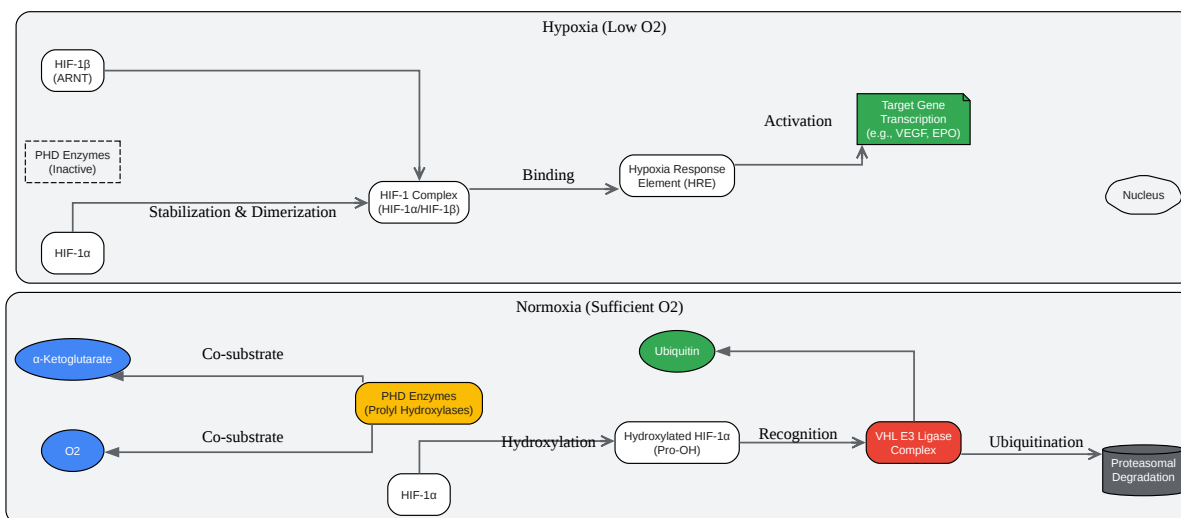 Hypoxia (Low O2)
HIF-1β
(ARNT)
PHD Enzymes
(Inactive)
HIF-1α
Stabilization & Dimerization
HIF-1 Complex
(HIF-1α/HIF-1β)
Binding
Hypoxia Response
Element (HRE)
Activation
Target Gene
Transcription
(e.g., VEGF, EPO)
Nucleus
Normoxia (Sufficient O2)
α-Ketoglutarate
Co-substrate
O2
Co-substrate
PHD Enzymes
(Prolyl Hydroxylases)
HIF-1α
Hydroxylation
Hydroxylated HIF-1α
(Pro-OH)
Recognition
Ubiquitin
VHL E3 Ligase
Complex
Ubiquitination
Proteasomal
Degradation